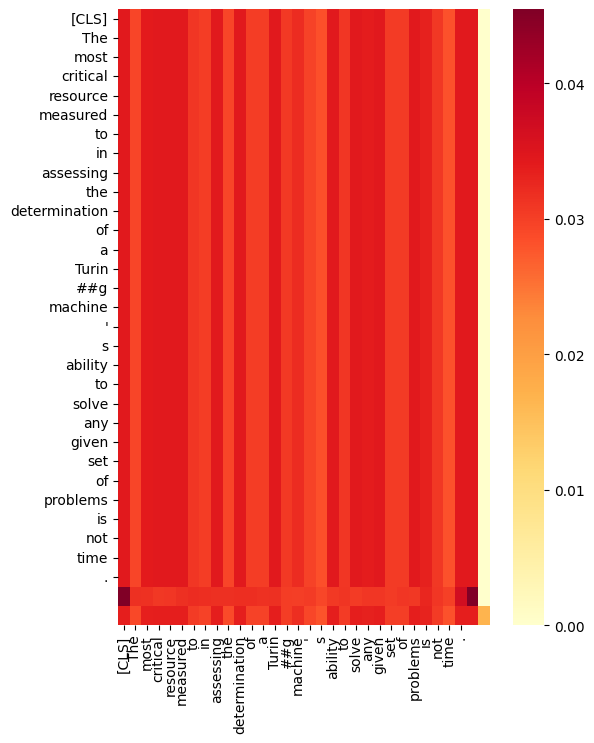 [CLS]
The
most
critical
resource
measured
to
in
assessing
the
determination
of
a
Turin
##g
machine
'
s
ability
to
solve
any
given
set
of
problems
is
not
time
.
0.04
0.03
0.02
0.01
0.00
[CLS]
The
most
critical
resource
measured
to
in
assessing
the
determination
of
a
Turin
##g
machine
'
s
ability
to
solve
any
given
set
of
problems
is
not
time
.